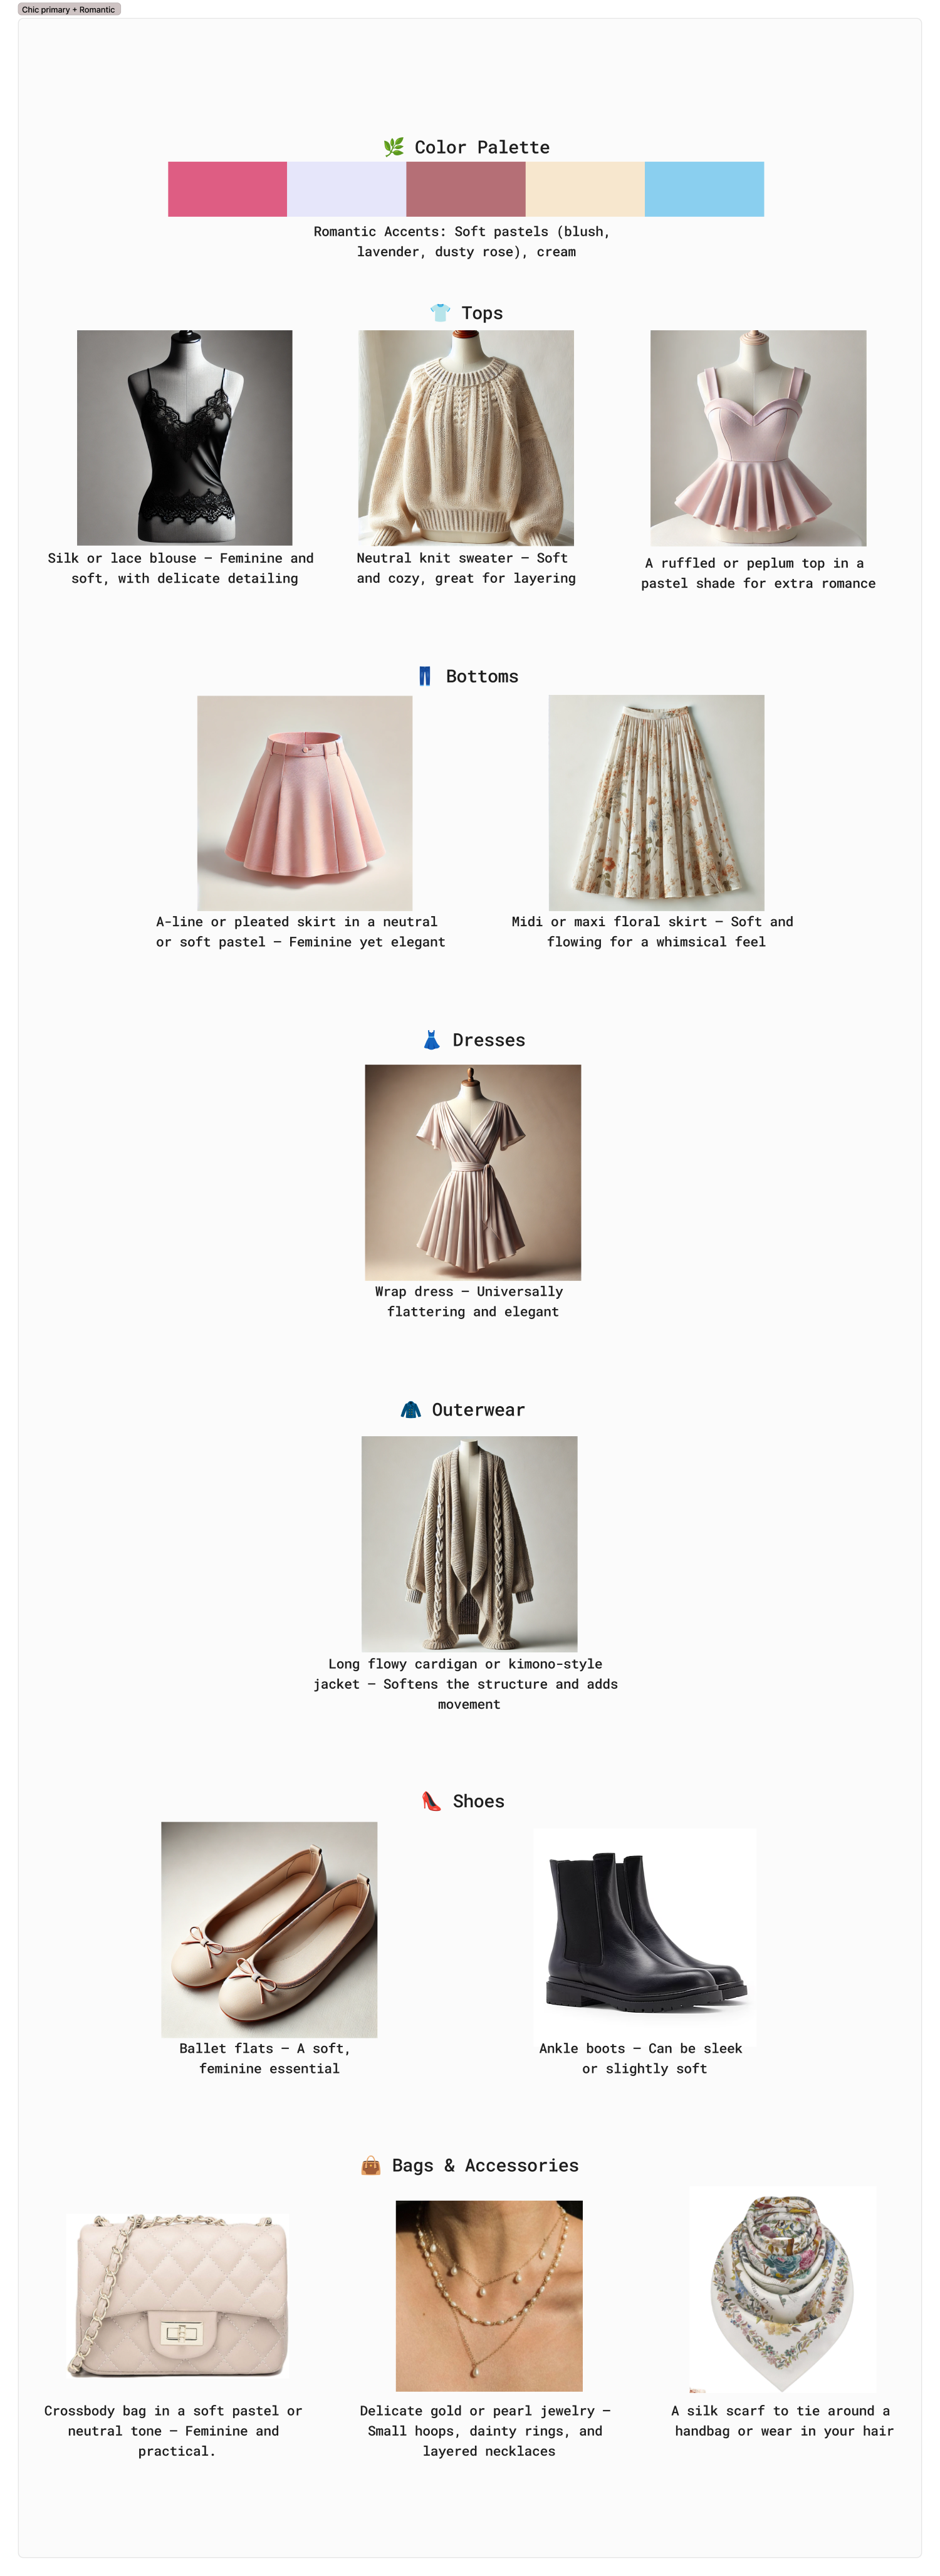 Chic primary + Romantic
🌿 Color Palette
Romantic Accents: Soft pastels (blush,
lavender, dusty rose), cream
👕 Tops
Silk or lace blouse – Feminine and
soft, with delicate detailing
Neutral knit sweater – Soft
and cozy, great for layering
A ruffled or peplum top in a
pastel shade for extra romance
👖 Bottoms
A-line or pleated skirt in a neutral
or soft pastel – Feminine yet elegant
Midi or maxi floral skirt – Soft and
flowing for a whimsical feel
👗 Dresses
Wrap dress – Universally
flattering and elegant
🧥 Outerwear
Long flowy cardigan or kimono-style
jacket – Softens the structure and adds
movement
👠 Shoes
Ballet flats – A soft,
feminine essential
Ankle boots – Can be sleek
or slightly soft
👜 Bags & Accessories
Crossbody bag in a soft pastel or
neutral tone – Feminine and
practical.
Delicate gold or pearl jewelry –
Small hoops, dainty rings, and
layered necklaces
A silk scarf to tie around a
handbag or wear in your hair